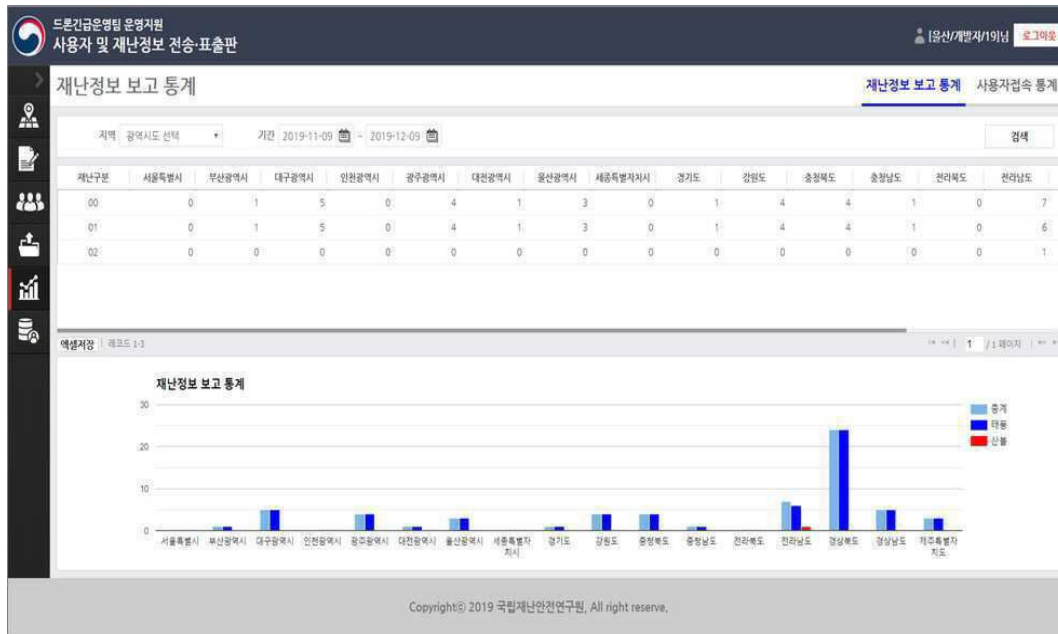 드론긴급운영팀 운영지원
사용자 및 재난정보 전송·표출판
[울산/개발자/19]님 로그아웃
재난정보 보고 통계 재난정보 보고 통계 사용자접속 통계
지역 광역시도 선택 기간 2019-11-09 - 2019-12-09 검색
재난구분 서울특별시 부산광역시 대구광역시 인천광역시 광주광역시 대전광역시 울산광역시 세종특별자치시 경기도 강원도 충청북도 충청남도 전라북도 전라남도
00 0 1 5 0 4 1 3 0 1 4 4 1 0 7
01 0 1 5 0 4 1 3 0 1 4 4 1 0 6
02 0 0 0 0 0 0 0 0 0 0 0 0 0 1
엑셀저장 레코드 1-3 1 / 1 페이지
재난정보 보고 통계
30
20
10
0
총계
태풍
산불
서울특별시 부산광역시 대구광역시 인천광역시 광주광역시 대전광역시 울산광역시 세종특별자치시 경기도 강원도 충청북도 충청남도 전라북도 전라남도 경상북도 경상남도 제주특별자치도
Copyright© 2019 국립재난안전연구원, All right reserve,